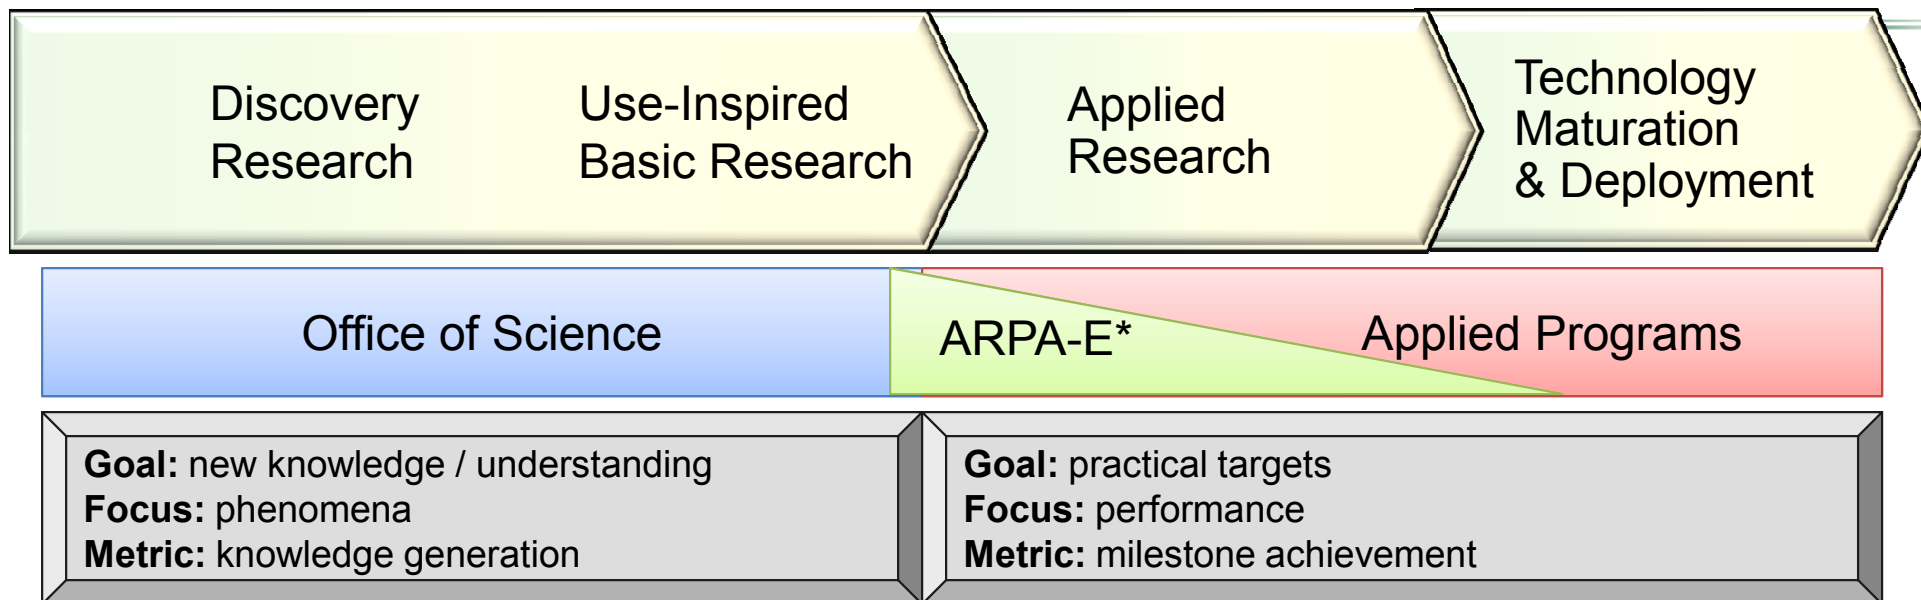 Discovery
Research
Use-Inspired
Basic Research
Applied
Research
Technology
Maturation
& Deployment
Office of Science
ARPA-E*
Applied Programs
Goal: new knowledge / understanding
Focus: phenomena
Metric: knowledge generation
Goal: practical targets
Focus: performance
Metric: milestone achievement